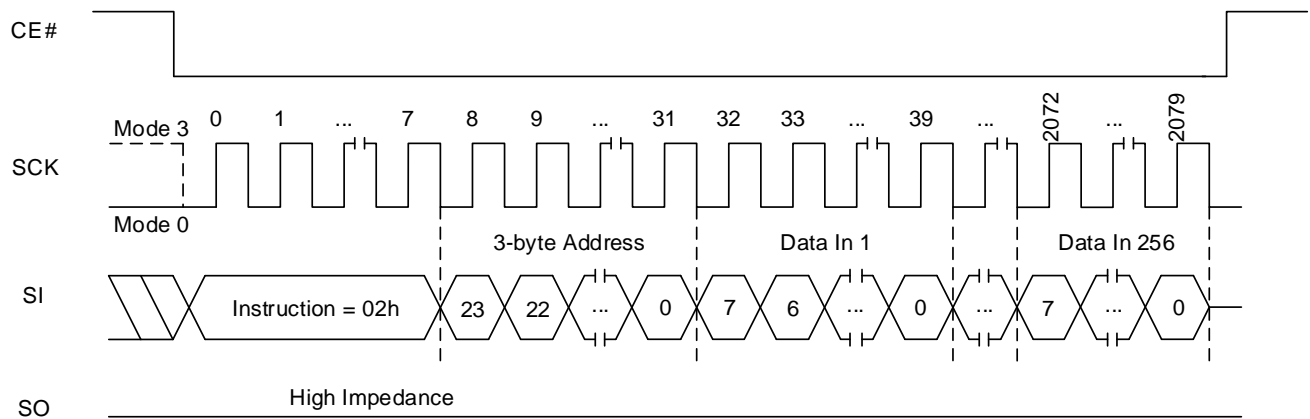 CE#
0 1 ... 7 8 9 ... 31 32 33 ... 39 ... 2072 ... 2079
Mode 3
SCK
Mode 0
3-byte Address Data In 1 Data In 256
SI
Instruction = 02h 23 22 ... 0 7 6 ... 0 ... 7 ... 0
High Impedance
SO